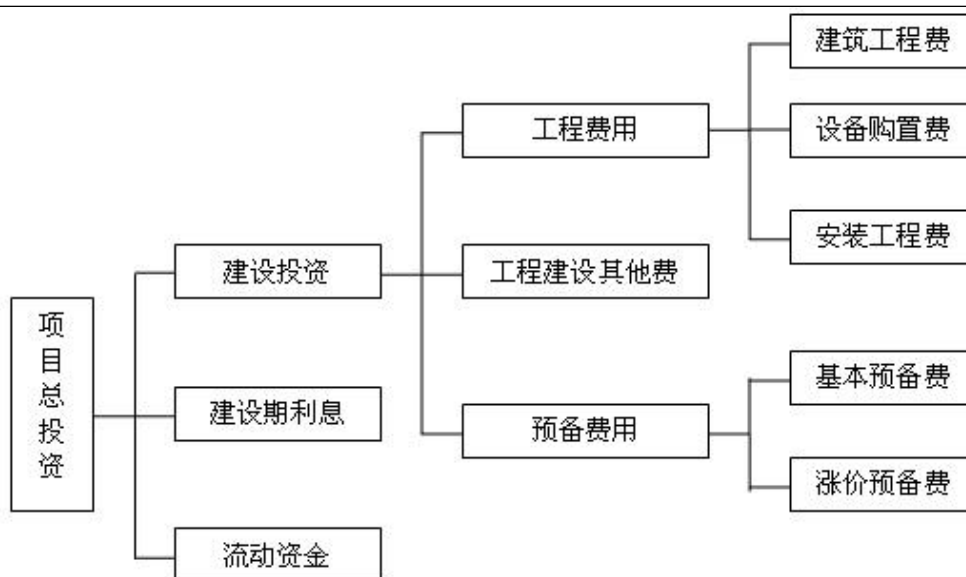 建筑工程费
工程费用
设备购置费
安装工程费
建设投资
工程建设其他费
项目总投资
建设期利息
基本预备费
预备费用
涨价预备费
流动资金